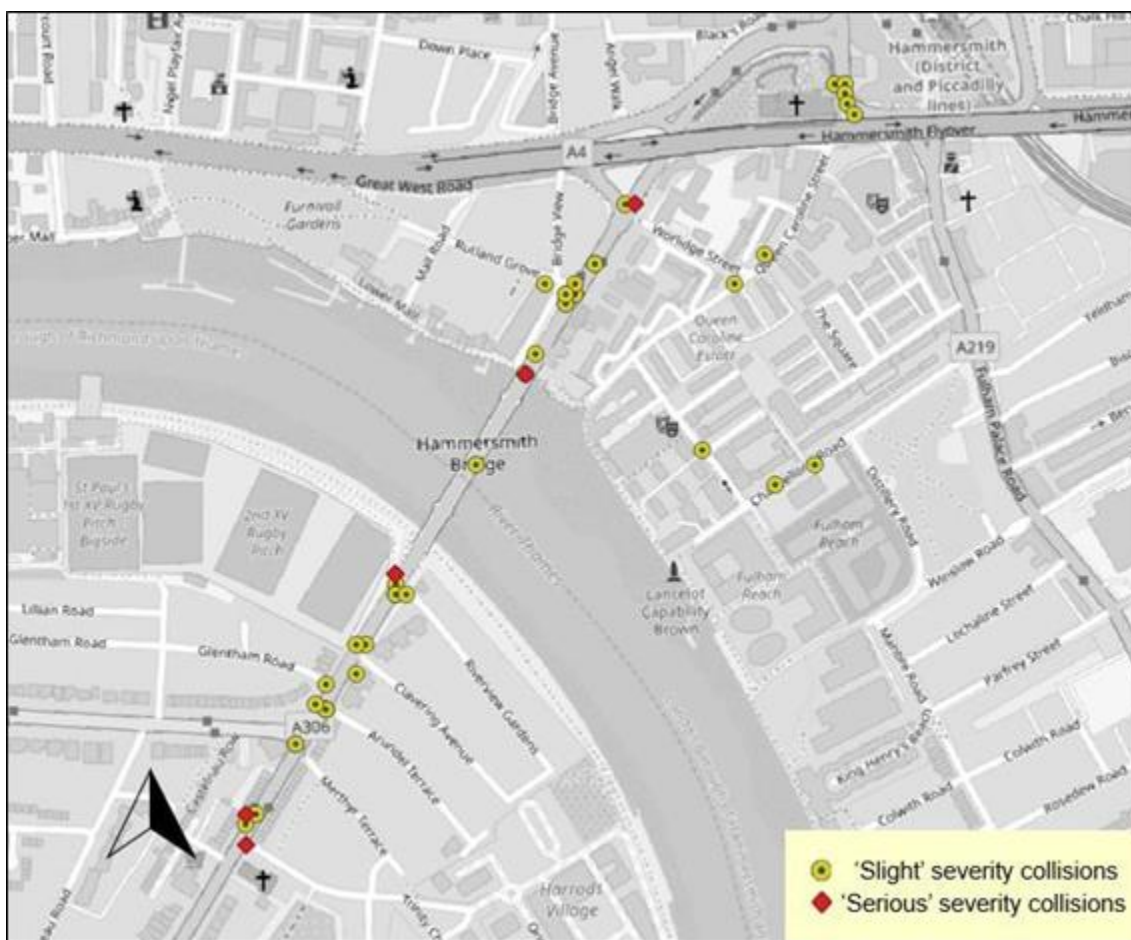 Chalk Hill
Black's Road
Down Place
Bridge Avenue
Angel Walk
Hammersmith
(District
and Piccadilly
lines)
Hammersmith Flyover
A4
Great West Road
Furnivall
Gardens
Mall Road
Rutland Grove
Bridge View
Lower Mall
Worlidge Street
Queen Caroline Street
Queen
Caroline
Estate
The Square
A219
Fulham Palace Road
Hammersmith
Bridge
River Thames
St Paul's
1st XV Rugby
Pitch
Bigside
2nd XV
Rugby
Pitch
Distillery Road
Fulham
Reach
Fulham
Reach
Lancelot
Capability
Brown
Winslow Road
Lochaline Street
Parfrey Street
Manbre Road
King Henry's Reach
Colwith Road
Colwith Road
Rosedew Road
Lillian Road
Glentham Road
Glentham Road
Riverview Gardens
Clavering Avenue
Arundel Terrace
Merthyr Terrace
A306
Castelnau Row
Harrods
Village
'Slight' severity collisions
'Serious' severity collisions